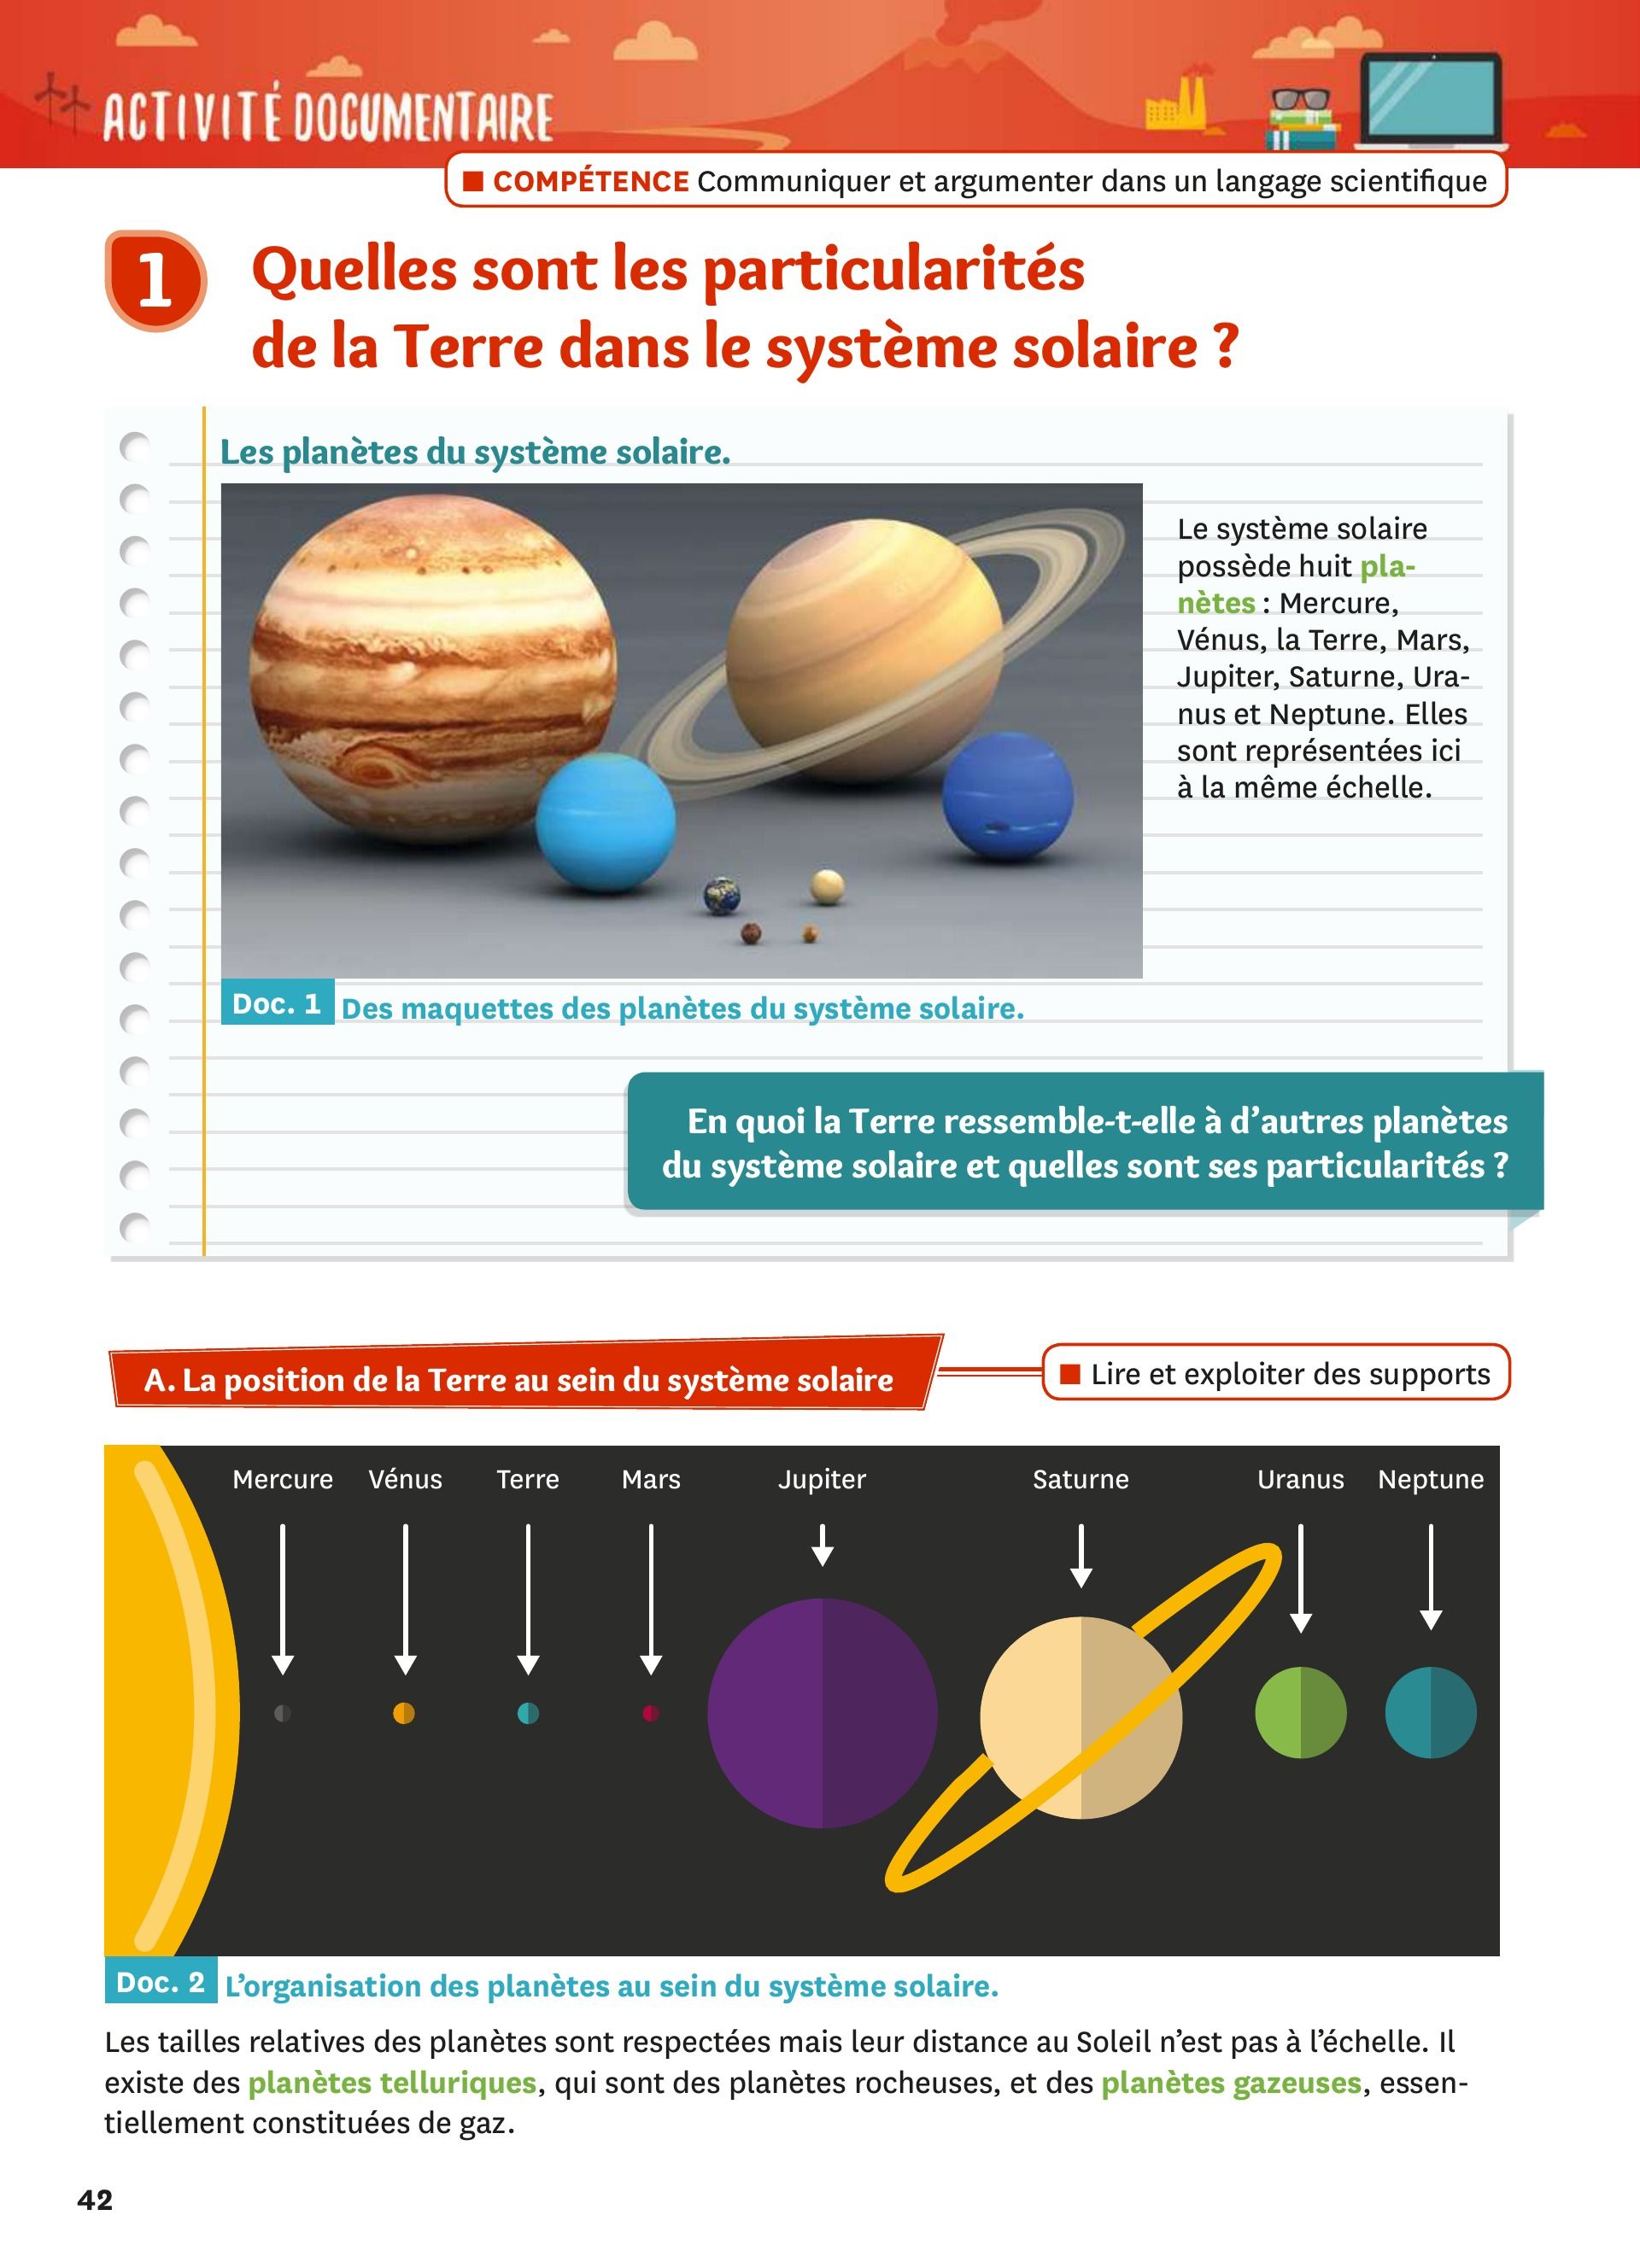 ACTIVITÉ DOCUMENTAIRE
COMPÉTENCE Communiquer et argumenter dans un langage scientifique
1
Quelles sont les particularités
de la Terre dans le système solaire ?
Les planètes du système solaire.
Le système solaire
possède huit pla-
nètes : Mercure,
Vénus, la Terre, Mars,
Jupiter, Saturne, Ura-
nus et Neptune. Elles
sont représentées ici
à la même échelle.
Doc. 1 Des maquettes des planètes du système solaire.
En quoi la Terre ressemble-t-elle à d’autres planètes
du système solaire et quelles sont ses particularités ?
A. La position de la Terre au sein du système solaire
Lire et exploiter des supports
Mercure Vénus Terre Mars Jupiter Saturne Uranus Neptune
Doc. 2 L’organisation des planètes au sein du système solaire.
Les tailles relatives des planètes sont respectées mais leur distance au Soleil n’est pas à l’échelle. Il
existe des planètes telluriques, qui sont des planètes rocheuses, et des planètes gazeuses, essen-
tiellement constituées de gaz.
42